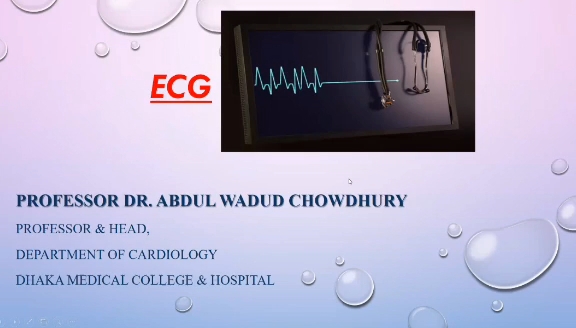 ECG
PROFESSOR DR. ABDUL WADUD CHOWDHURY
PROFESSOR & HEAD,
DEPARTMENT OF CARDIOLOGY
DHAKA MEDICAL COLLEGE & HOSPITAL